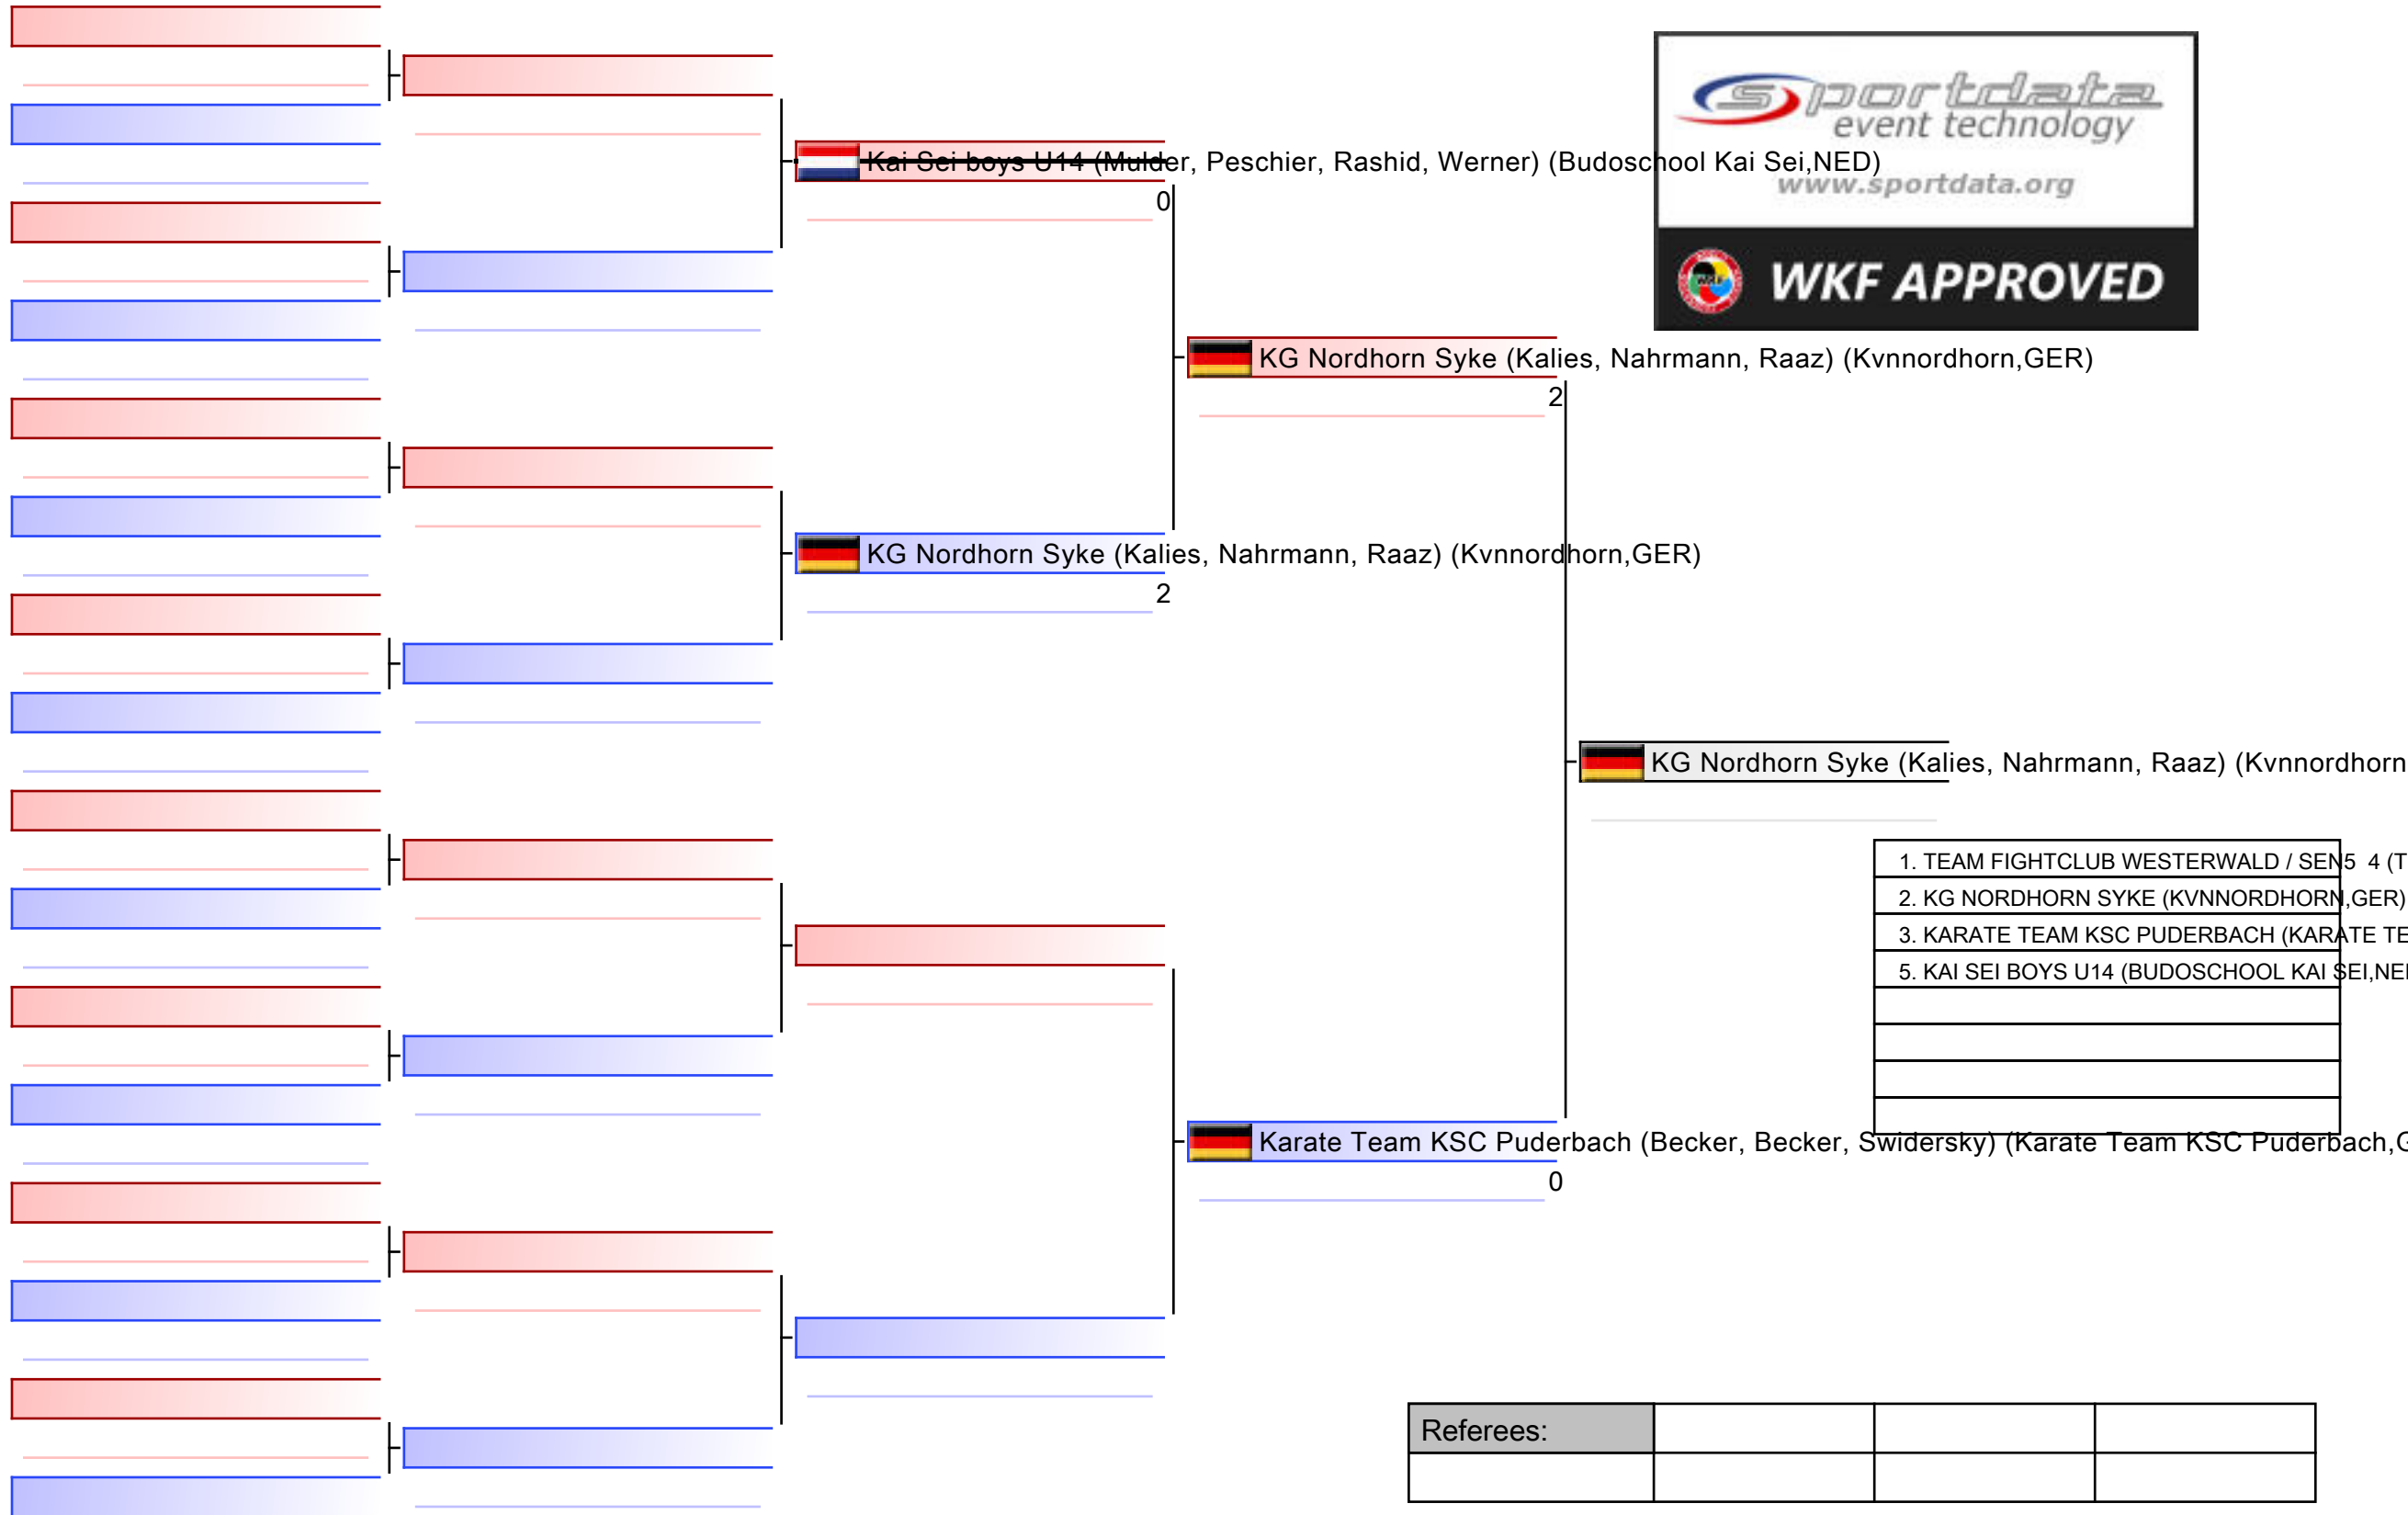 sportdata
event technology
www.sportdata.org
WKF APPROVED
Kai Sei boys U14 (Mulder, Peschier, Rashid, Werner) (Budoschool Kai Sei,NED)
0
KG Nordhorn Syke (Kalies, Nahrmann, Raaz) (Kvnnordhorn,GER)
2
KG Nordhorn Syke (Kalies, Nahrmann, Raaz) (Kvnnordhorn,GER)
2
KG Nordhorn Syke (Kalies, Nahrmann, Raaz) (Kvnnordhorn
1. TEAM FIGHTCLUB WESTERWALD / SEN5 4 (T
2. KG NORDHORN SYKE (KVNNORDHORN,GER)
3. KARATE TEAM KSC PUDERBACH (KARATE TE
5. KAI SEI BOYS U14 (BUDOSCHOOL KAI SEI,NE
Karate Team KSC Puderbach (Becker, Becker, Swidersky) (Karate Team KSC Puderbach,G
0
Referees: